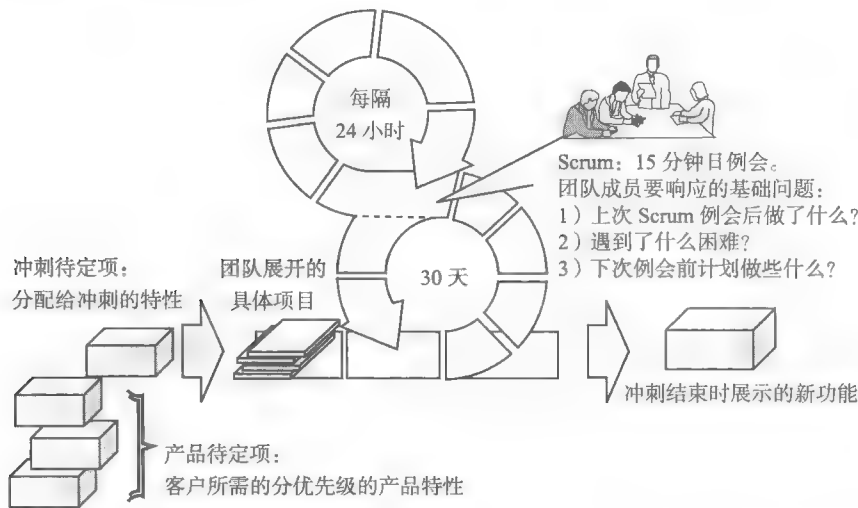 每隔
24 小时
Scrum：15 分钟日例会。
团队成员要响应的基础问题：
1）上次 Scrum 例会后做了什么？
2）遇到了什么困难？
3）下次例会前计划做些什么？
冲刺待定项：
分配给冲刺的特性
团队展开的
具体项目
30 天
冲刺结束时展示的新功能
产品待定项：
客户所需的分优先级的产品特性